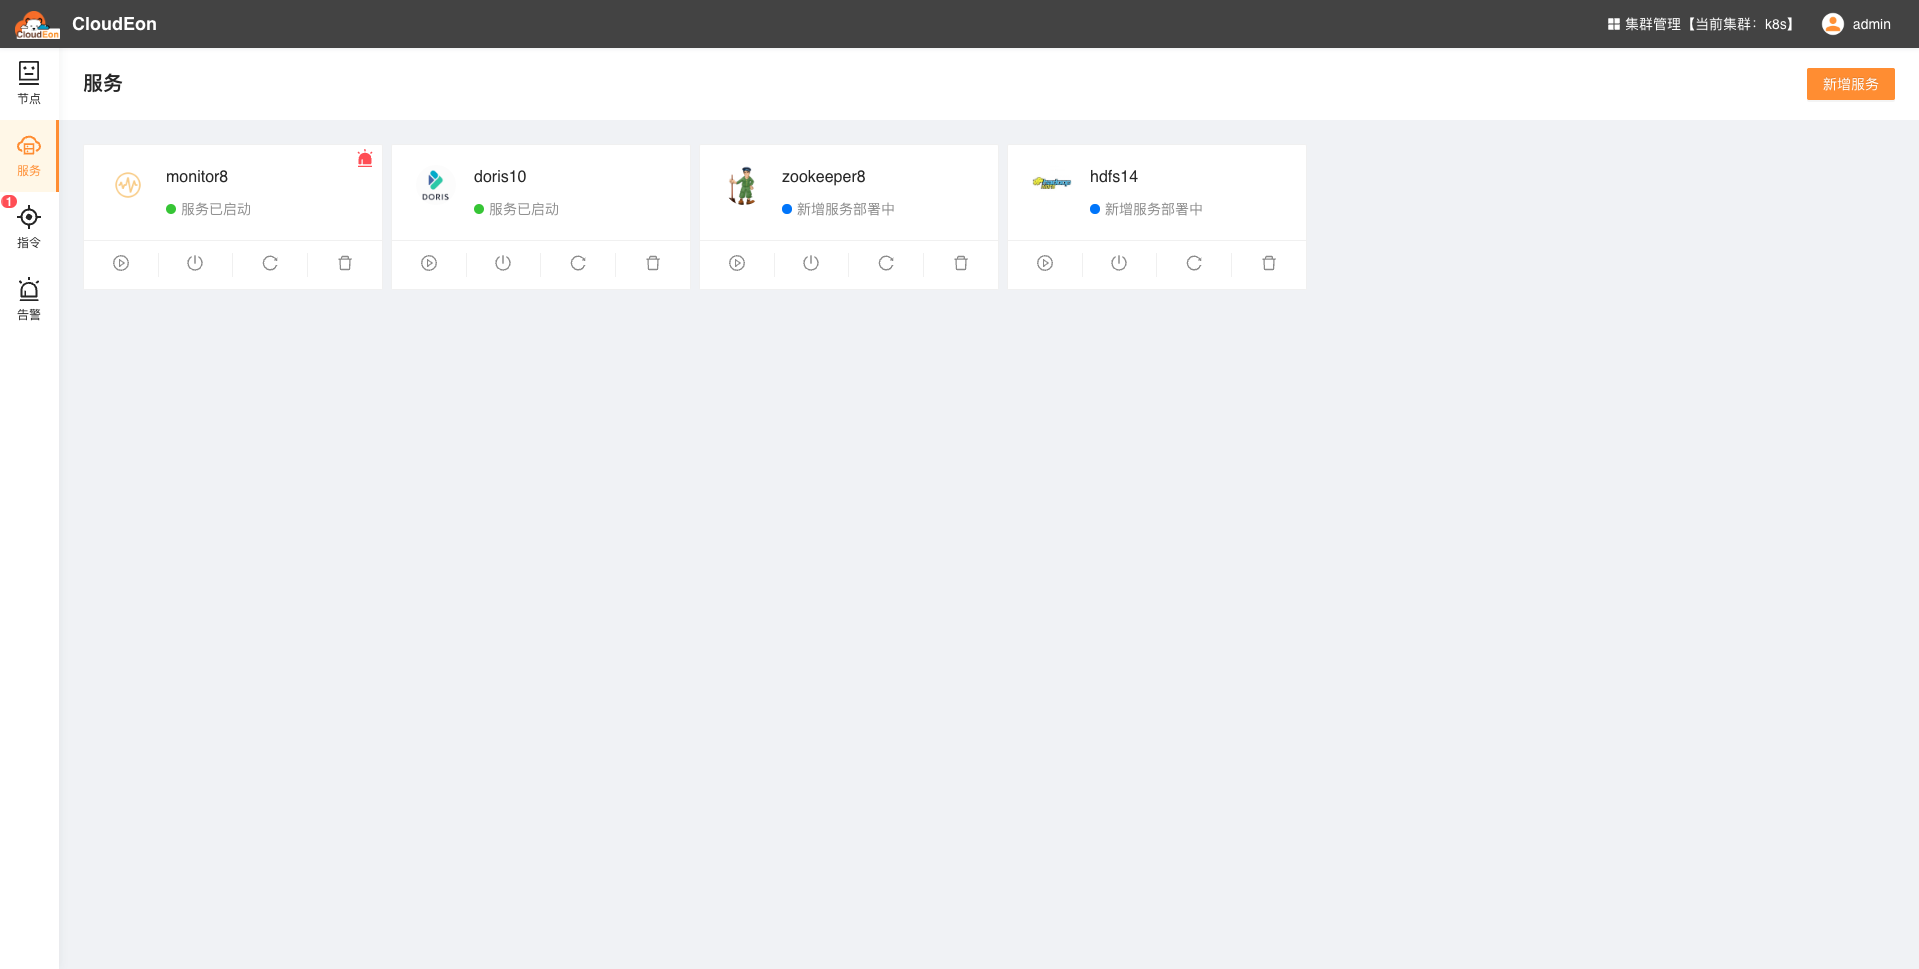 CloudEon
CloudEon
集群管理【当前集群：k8s】
admin
节点
服务
1
指令
告警
服务
新增服务
monitor8
服务已启动
DORIS
doris10
服务已启动
zookeeper8
新增服务部署中
hdfs14
新增服务部署中